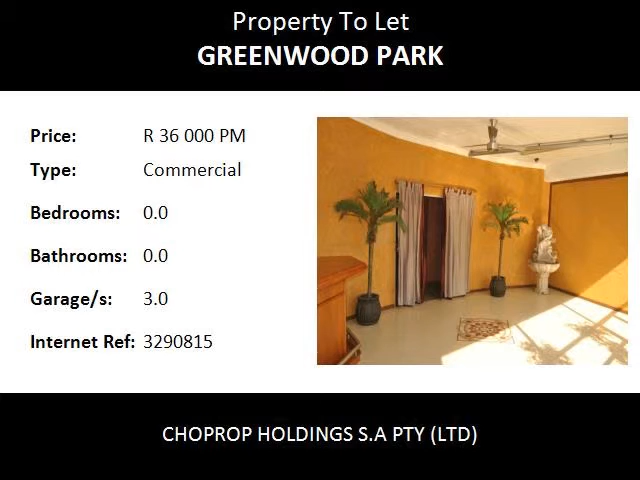 Property To Let
GREENWOOD PARK
Price: R 36 000 PM
Type: Commercial
Bedrooms: 0.0
Bathrooms: 0.0
Garage/s: 3.0
Internet Ref: 3290815
CHOPROP HOLDINGS S.A PTY (LTD)